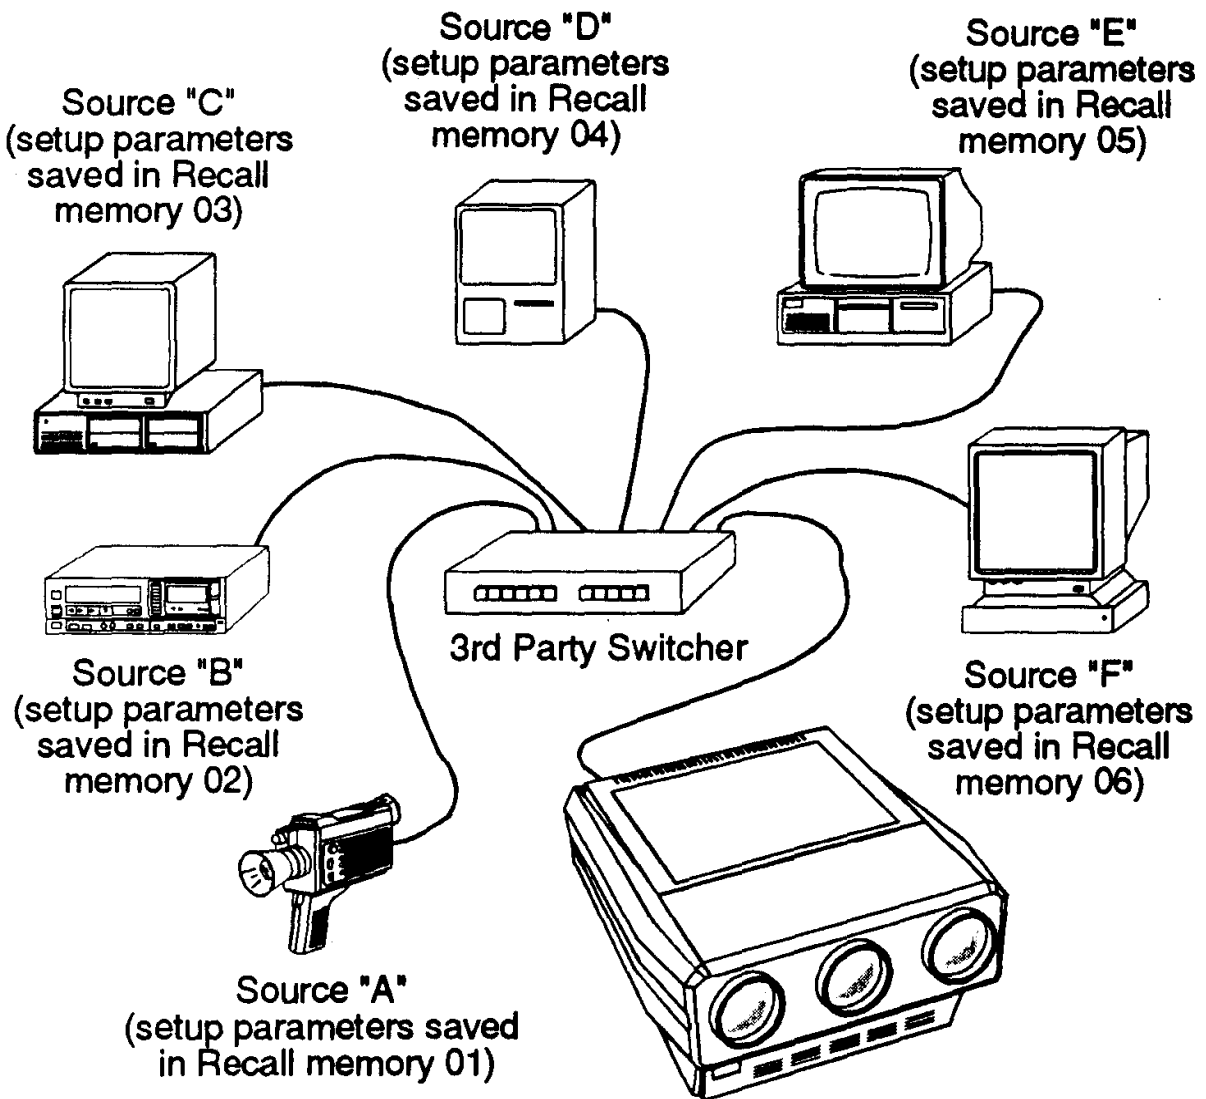 Source "D"
(setup parameters
saved in Recall
memory 04)
Source "E"
(setup parameters
saved in Recall
memory 05)
Source "C"
(setup parameters
saved in Recall
memory 03)
3rd Party Switcher
Source "B"
(setup parameters
saved in Recall
memory 02)
Source "F"
(setup parameters
saved in Recall
memory 06)
Source "A"
(setup parameters saved
in Recall memory 01)